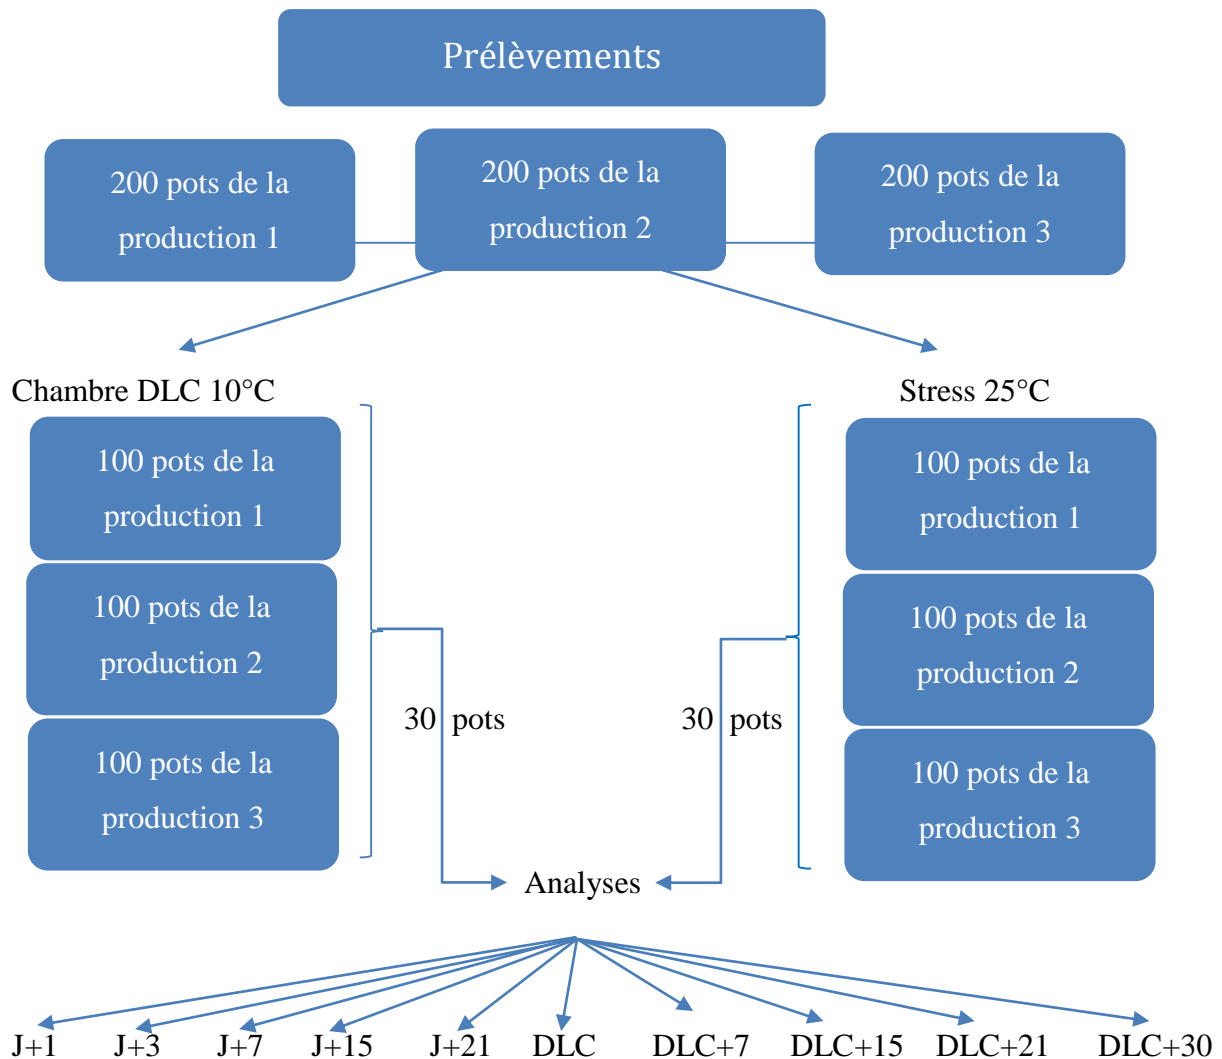 Prélèvements
200 pots de la
production 1
200 pots de la
production 2
200 pots de la
production 3
Chambre DLC 10°C
Stress 25°C
100 pots de la
production 1
100 pots de la
production 2
100 pots de la
production 3
30 pots
30 pots
100 pots de la
production 1
100 pots de la
production 2
100 pots de la
production 3
Analyses
J+1 J+3 J+7 J+15 J+21 DLC DLC+7 DLC+15 DLC+21 DLC+30